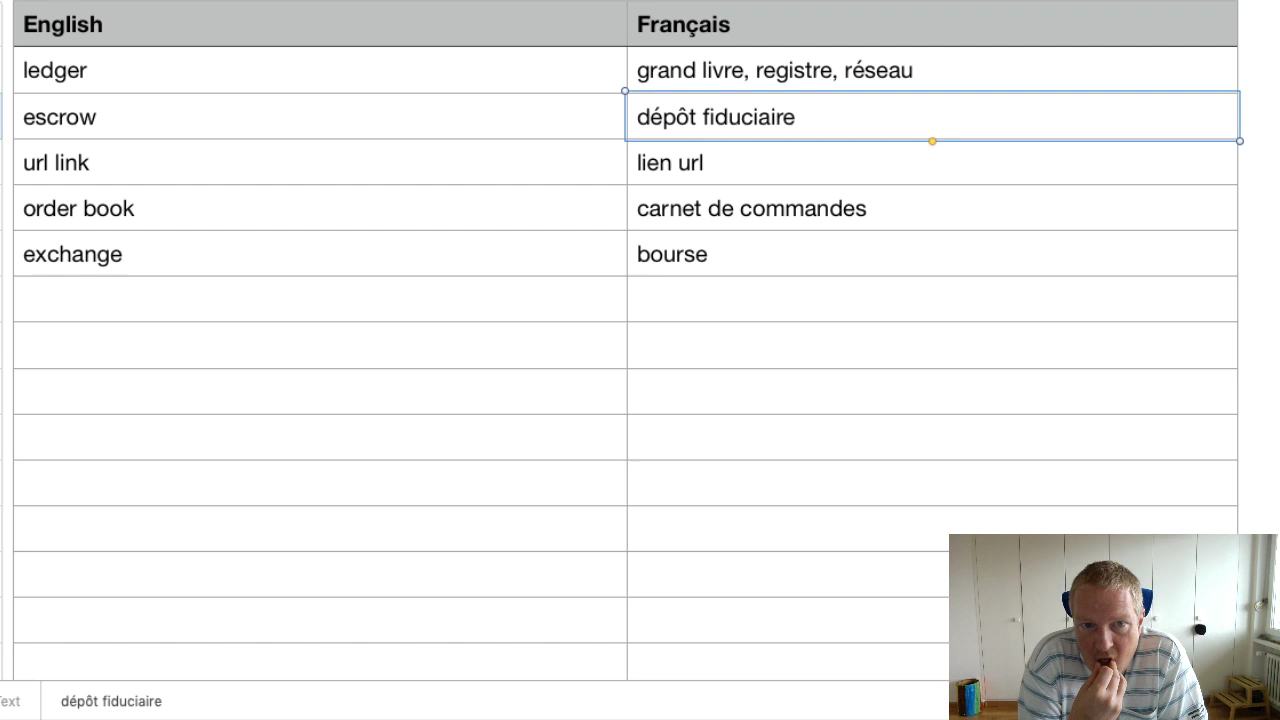 English Français
ledger grand livre, registre, réseau
escrow dépôt fiduciaire
url link lien url
order book carnet de commandes
exchange bourse
dépôt fiduciaire